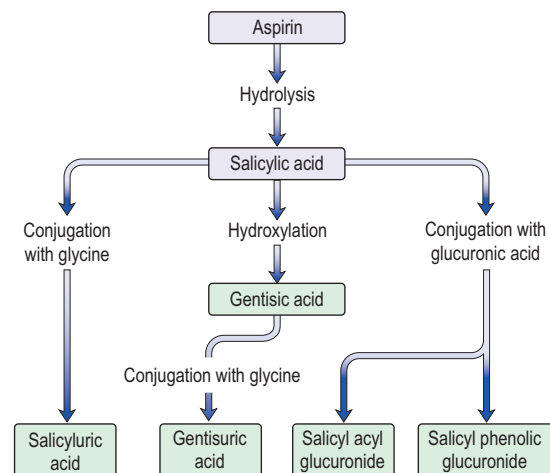 Aspirin
Hydrolysis
Salicylic acid
Conjugation
with glycine
Hydroxylation
Conjugation with
glucuronic acid
Gentisic acid
Conjugation with glycine
Salicyluric
acid
Gentisuric
acid
Salicyl acyl
glucuronide
Salicyl phenolic
glucuronide